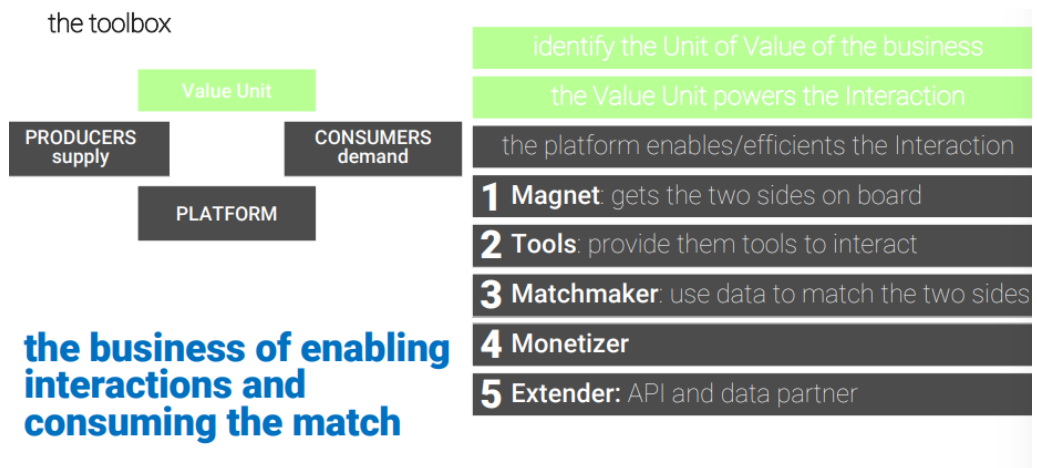 the toolbox
Value Unit
PRODUCERS
supply
CONSUMERS
demand
PLATFORM
the business of enabling
interactions and
consuming the match
identify the Unit of Value of the business
the Value Unit powers the Interaction
the platform enables/efficients the Interaction
1 Magnet: gets the two sides on board
2 Tools: provide them tools to interact
3 Matchmaker: use data to match the two sides
4 Monetizer
5 Extender: API and data partner